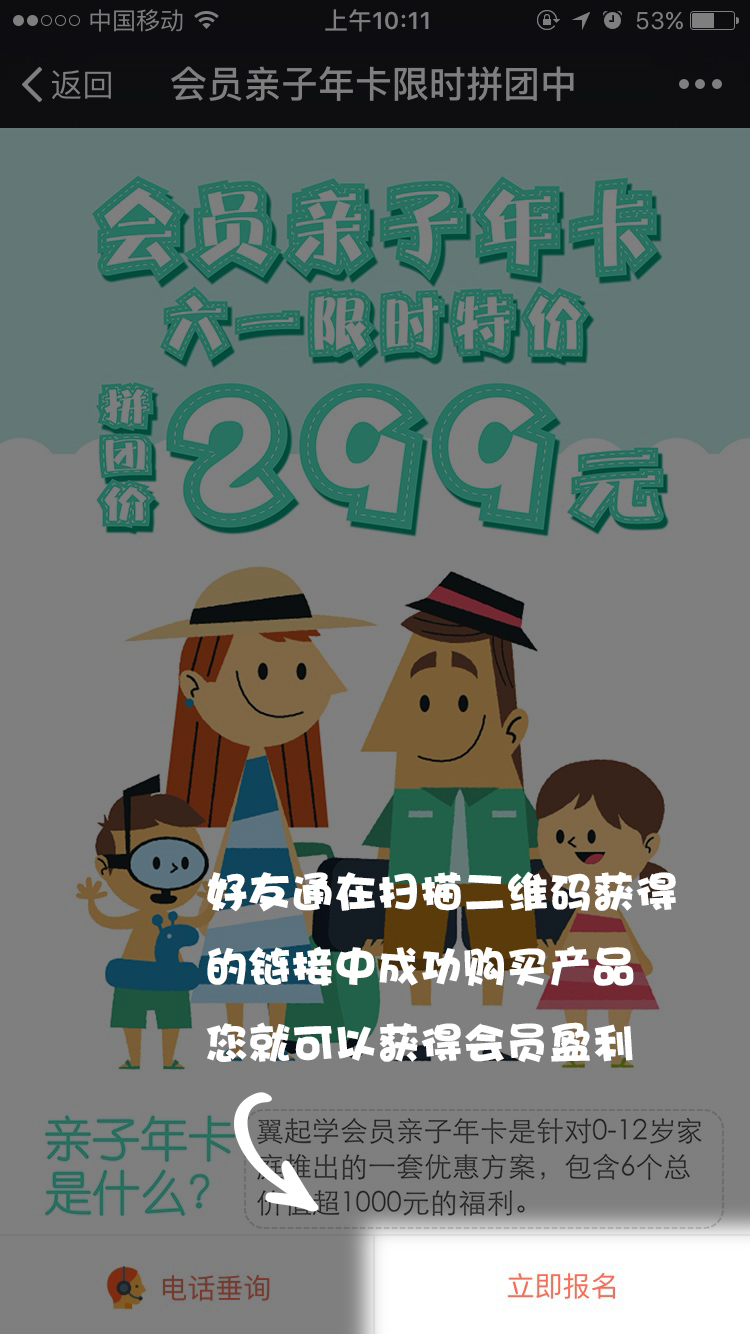 中国移动
上午10:11
53%
返回
会员亲子年卡限时拼团中
会员亲子年卡
六一限时特价
拼团价
299元
好友通在扫描二维码获得
的链接中成功购买产品
您就可以获得会员盈利
亲子年卡
是什么?
翼起学会员亲子年卡是针对0-12岁家
庭推出的一套优惠方案，包含6个总
价值超1000元的福利。
电话垂询
立即报名